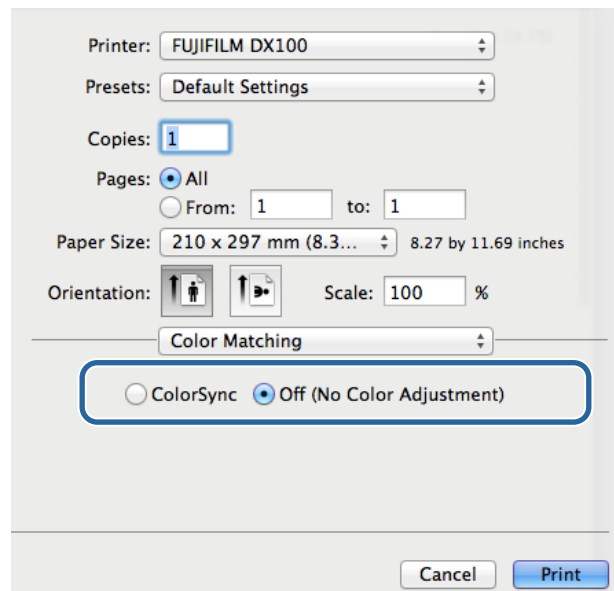 Printer: FUJIFILM DX100
Presets: Default Settings
Copies: 1
Pages: All
From: 1 to: 1
Paper Size: 210 x 297 mm (8.3... 8.27 by 11.69 inches
Orientation: Scale: 100 %
Color Matching
ColorSync Off (No Color Adjustment)
Cancel Print